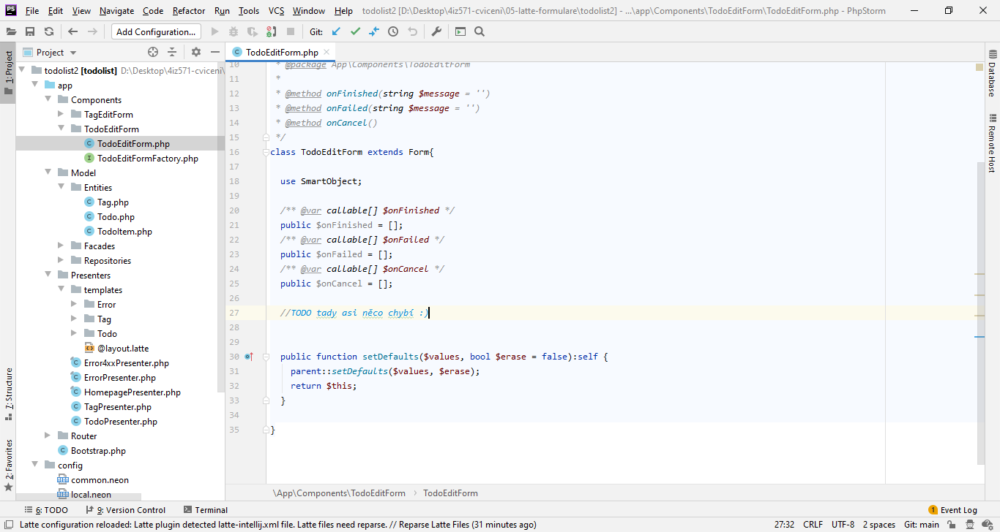 File Edit View Navigate Code Refactor Run Tools VCS Window Help todolist2 [D:\Desktop\4iz571-cviceni\05-latte-formulare\todolist2] - ...\app\Components\TodoEditForm\TodoEditForm.php - PhpStorm
Add Configuration... Git:
1: Project
7: Structure
2: Favorites
Project
todolist2 [todolist] D:\Desktop\4iz571-cviceni\
app
Components
TagEditForm
TodoEditForm
TodoEditForm.php
TodoEditFormFactory.php
Model
Entities
Tag.php
Todo.php
TodoItem.php
Facades
Repositories
Presenters
templates
Error
Tag
Todo
@layout.latte
Error4xxPresenter.php
ErrorPresenter.php
HomepagePresenter.php
TagPresenter.php
TodoPresenter.php
Router
Bootstrap.php
config
common.neon
local.neon
TodoEditForm.php
10 * @package App\Components\TodoEditForm
11 *
12 * @method onFinished(string $message = '')
13 * @method onFailed(string $message = '')
14 * @method onCancel()
15 */
16 class TodoEditForm extends Form{
17
18 use SmartObject;
19
20 /** @var callable[] $onFinished */
21 public $onFinished = [];
22 /** @var callable[] $onFailed */
23 public $onFailed = [];
24 /** @var callable[] $onCancel */
25 public $onCancel = [];
26
27 //TODO tady asi něco chybí :)
28
29
30 public function setDefaults($values, bool $erase = false):self {
31 parent::setDefaults($values, $erase);
32 return $this;
33 }
34
35 }
\App\Components\TodoEditForm › TodoEditForm
Database
Remote Host
6: TODO 9: Version Control Terminal 1 Event Log
Latte configuration reloaded: Latte plugin detected latte-intellij.xml file. Latte files need reparse. // Reparse Latte Files (31 minutes ago) 27:32 CRLF UTF-8 2 spaces Git: main